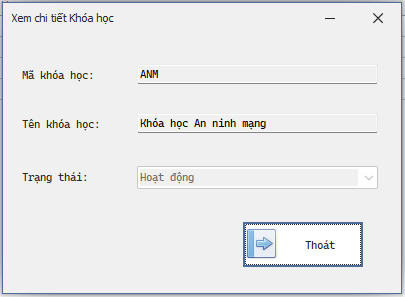 Xem chi tiết Khóa học
Mã khóa học: ANM
Tên khóa học: Khóa học An ninh mạng
Trạng thái: Hoạt động
Thoát